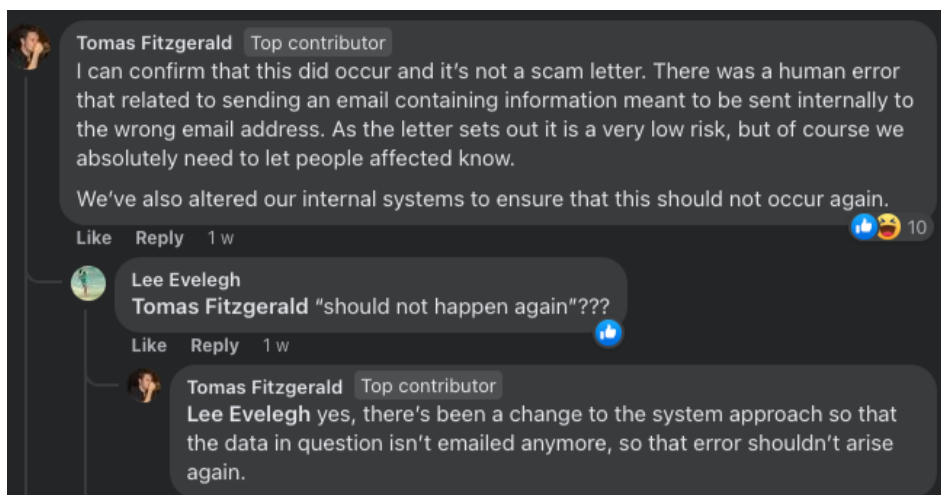 Tomas Fitzgerald Top contributor
I can confirm that this did occur and it's not a scam letter. There was a human error
that related to sending an email containing information meant to be sent internally to
the wrong email address. As the letter sets out it is a very low risk, but of course we
absolutely need to let people affected know.
We've also altered our internal systems to ensure that this should not occur again.
10
Like Reply 1 w
Lee Evelegh
Tomas Fitzgerald “should not happen again”???
Like Reply 1 w
Tomas Fitzgerald Top contributor
Lee Evelegh yes, there's been a change to the system approach so that
the data in question isn't emailed anymore, so that error shouldn't arise
again.